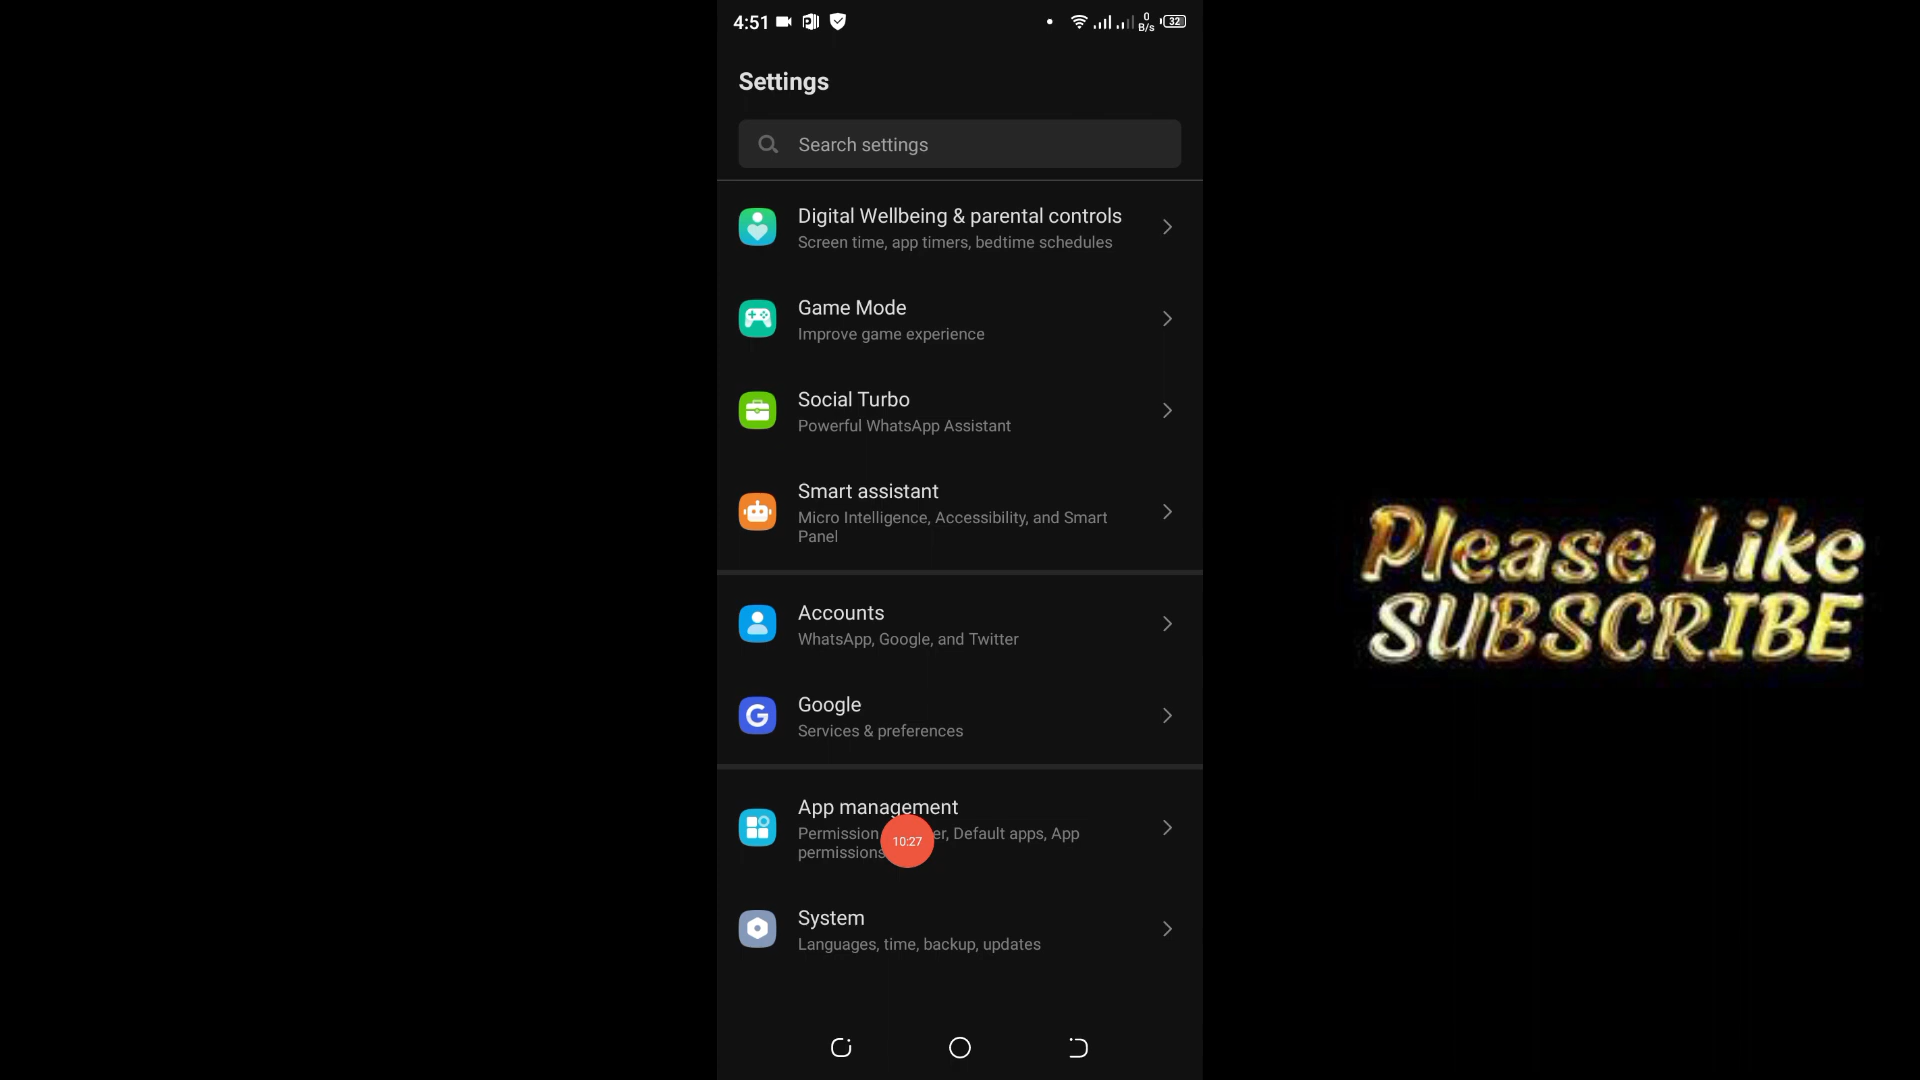 4:51
0
B/s
32
Settings
Search settings
Digital Wellbeing & parental controls
Screen time, app timers, bedtime schedules
Game Mode
Improve game experience
Social Turbo
Powerful WhatsApp Assistant
Smart assistant
Micro Intelligence, Accessibility, and Smart
Panel
Accounts
WhatsApp, Google, and Twitter
Google
Services & preferences
App management
Permission er, Default apps, App
permissions
10:27
System
Languages, time, backup, updates
Please Like
SUBSCRIBE